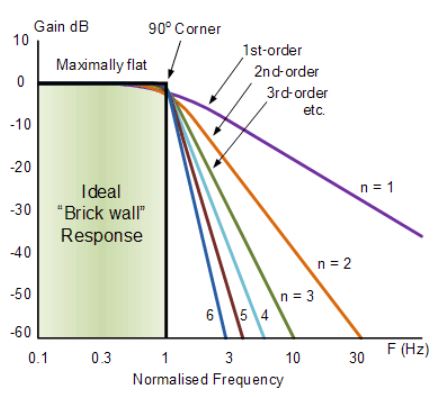 Gain dB
90° Corner
10
Maximally flat
1st-order
2nd-order
3rd-order
etc.
0
-10
-20
-30
-40
-50
-60
Ideal
"Brick wall"
Response
n = 1
n = 2
n = 3
6 5 4
0.1 0.3 1 3 10 30
F (Hz)
Normalised Frequency